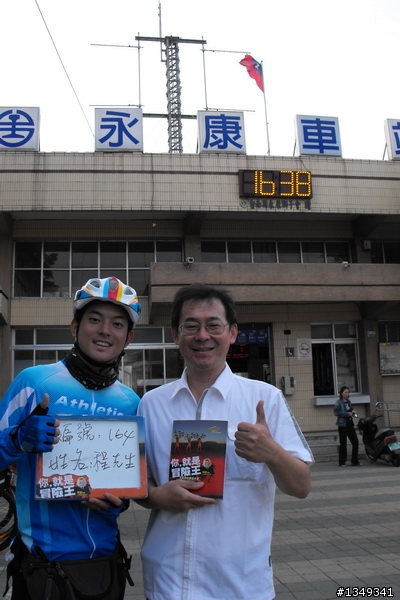 永康車站
16:38
Athletic
編號：164
姓名程先生
你,就是
冒險王
你,就是
冒險王
#1349341